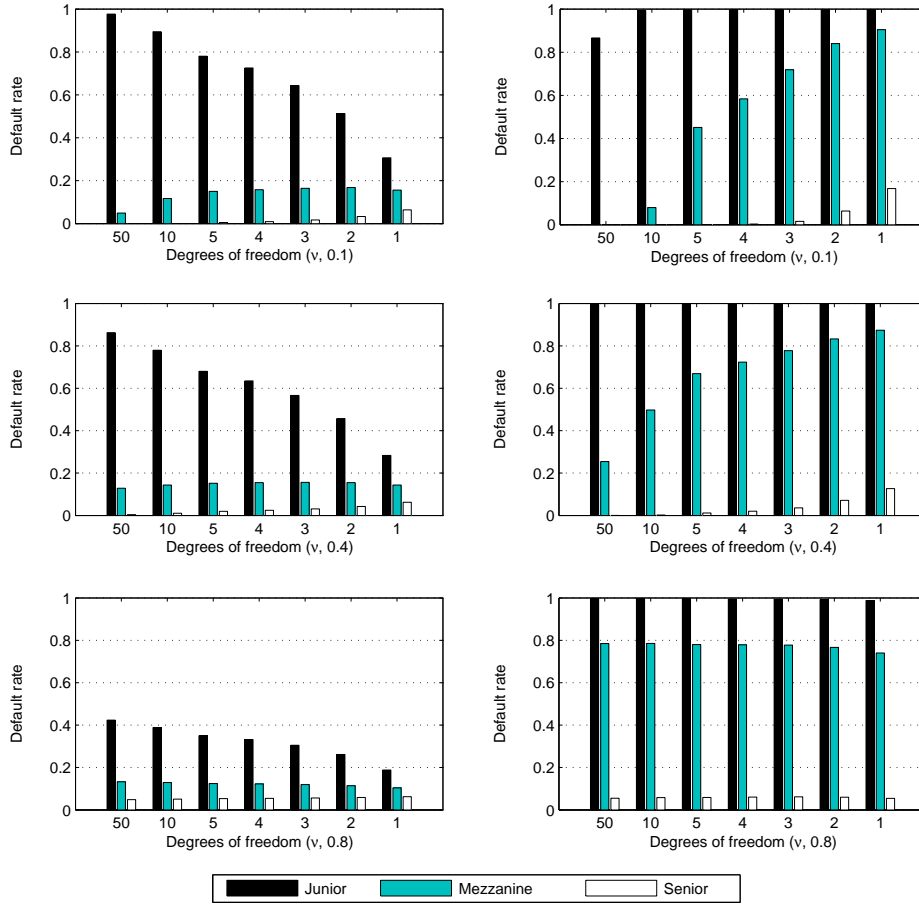 1
0.8
0.6
0.4
0.2
0
Default rate
50 10 5 4 3 2 1
Degrees of freedom (ν, 0.1)
1
0.8
0.6
0.4
0.2
0
Default rate
50 10 5 4 3 2 1
Degrees of freedom (ν, 0.1)
1
0.8
0.6
0.4
0.2
0
Default rate
50 10 5 4 3 2 1
Degrees of freedom (ν, 0.4)
1
0.8
0.6
0.4
0.2
0
Default rate
50 10 5 4 3 2 1
Degrees of freedom (ν, 0.4)
1
0.8
0.6
0.4
0.2
0
Default rate
50 10 5 4 3 2 1
Degrees of freedom (ν, 0.8)
1
0.8
0.6
0.4
0.2
0
Default rate
50 10 5 4 3 2 1
Degrees of freedom (ν, 0.8)
Junior Mezzanine Senior